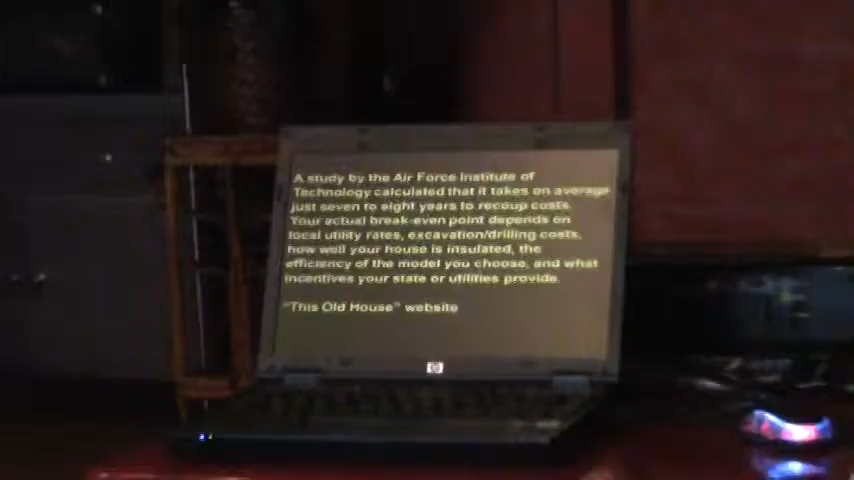 A study by the Air Force Institute of
Technology calculated that it takes on average
just seven to eight years to recoup costs.
Your actual break-even point depends on
local utility rates, excavation/drilling costs,
how well your house is insulated, the
efficiency of the model you choose, and what
incentives your state or utilities provide.
"This Old House" website
hp